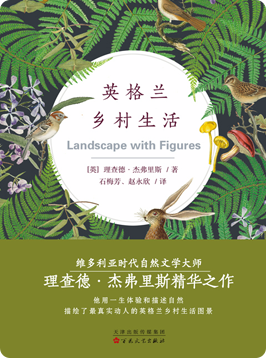 英格兰
乡村生活
Landscape with Figures
[英] 理查德·杰弗里斯 / 著
石梅芳、赵永欣 / 译
维多利亚时代自然文学大师
理查德·杰弗里斯精华之作
他用一生体验和描述自然
描绘了最真实动人的英格兰乡村生活图景
天津出版传媒集团
百花文艺出版社